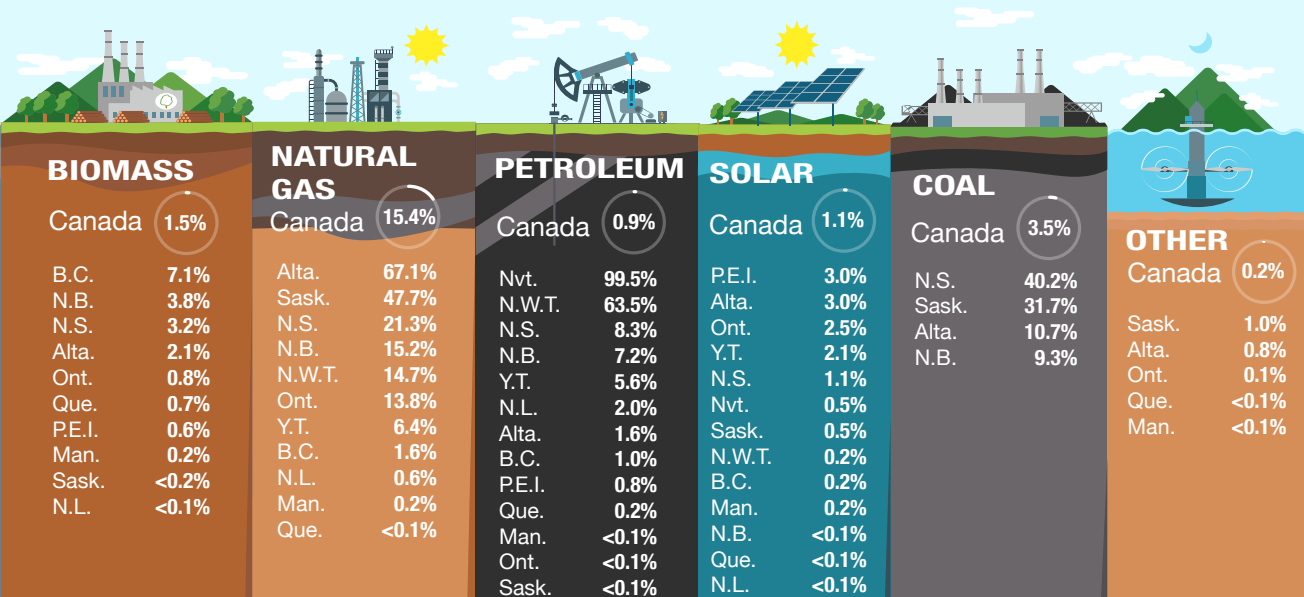 BIOMASS
Canada 1.5%
B.C. 7.1%
N.B. 3.8%
N.S. 3.2%
Alta. 2.1%
Ont. 0.8%
Que. 0.7%
P.E.I. 0.6%
Man. 0.2%
Sask. <0.2%
N.L. <0.1%
NATURAL
GAS
Canada 15.4%
Alta. 67.1%
Sask. 47.7%
N.S. 21.3%
N.B. 15.2%
N.W.T. 14.7%
Ont. 13.8%
Y.T. 6.4%
B.C. 1.6%
N.L. 0.6%
Man. 0.2%
Que. <0.1%
PETROLEUM
Canada 0.9%
Nvt. 99.5%
N.W.T. 63.5%
N.S. 8.3%
N.B. 7.2%
Y.T. 5.6%
N.L. 2.0%
Alta. 1.6%
B.C. 1.0%
P.E.I. 0.8%
Que. 0.2%
Man. <0.1%
Ont. <0.1%
Sask. <0.1%
SOLAR
Canada 1.1%
P.E.I. 3.0%
Alta. 3.0%
Ont. 2.5%
Y.T. 2.1%
N.S. 1.1%
Nvt. 0.5%
Sask. 0.5%
N.W.T. 0.2%
B.C. 0.2%
Man. 0.2%
N.B. <0.1%
Que. <0.1%
N.L. <0.1%
COAL
Canada 3.5%
N.S. 40.2%
Sask. 31.7%
Alta. 10.7%
N.B. 9.3%
OTHER
Canada 0.2%
Sask. 1.0%
Alta. 0.8%
Ont. 0.1%
Que. <0.1%
Man. <0.1%